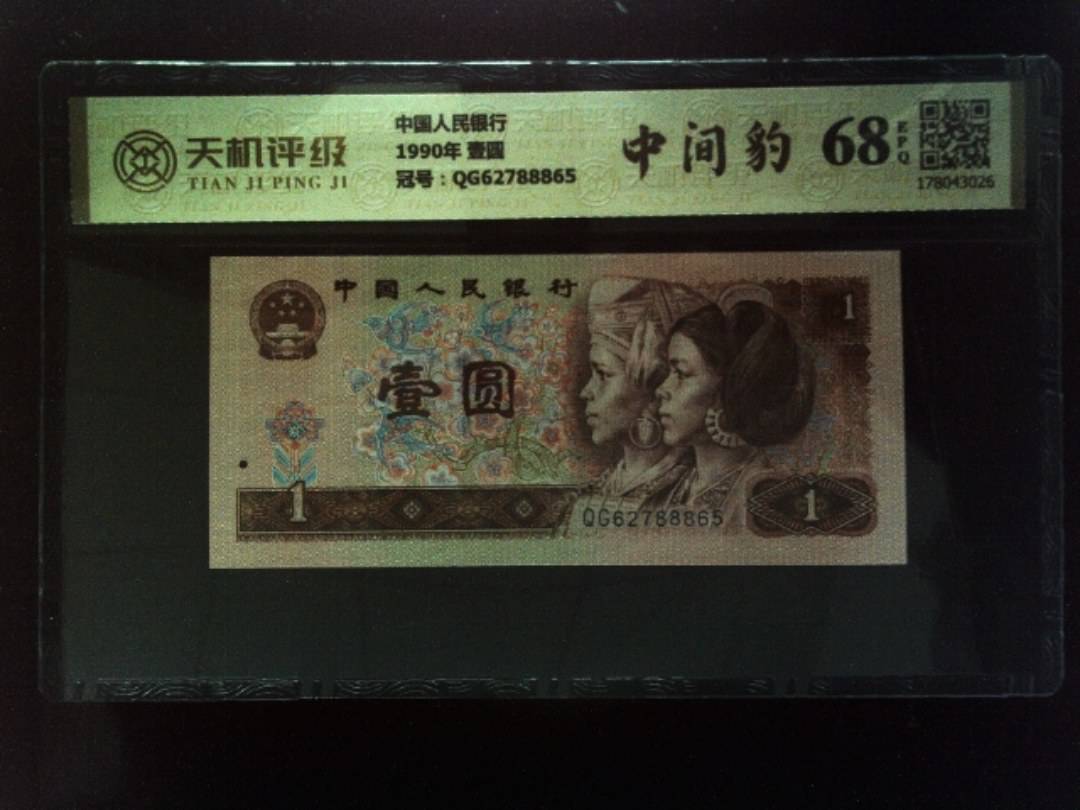 天机评级
TIAN JI PING JI
中国人民银行
1990年 壹圆
冠号：QG62788865
中间豹
68
EPQ
178043026
中国人民银行
1
壹圆
1
QG62788865
1